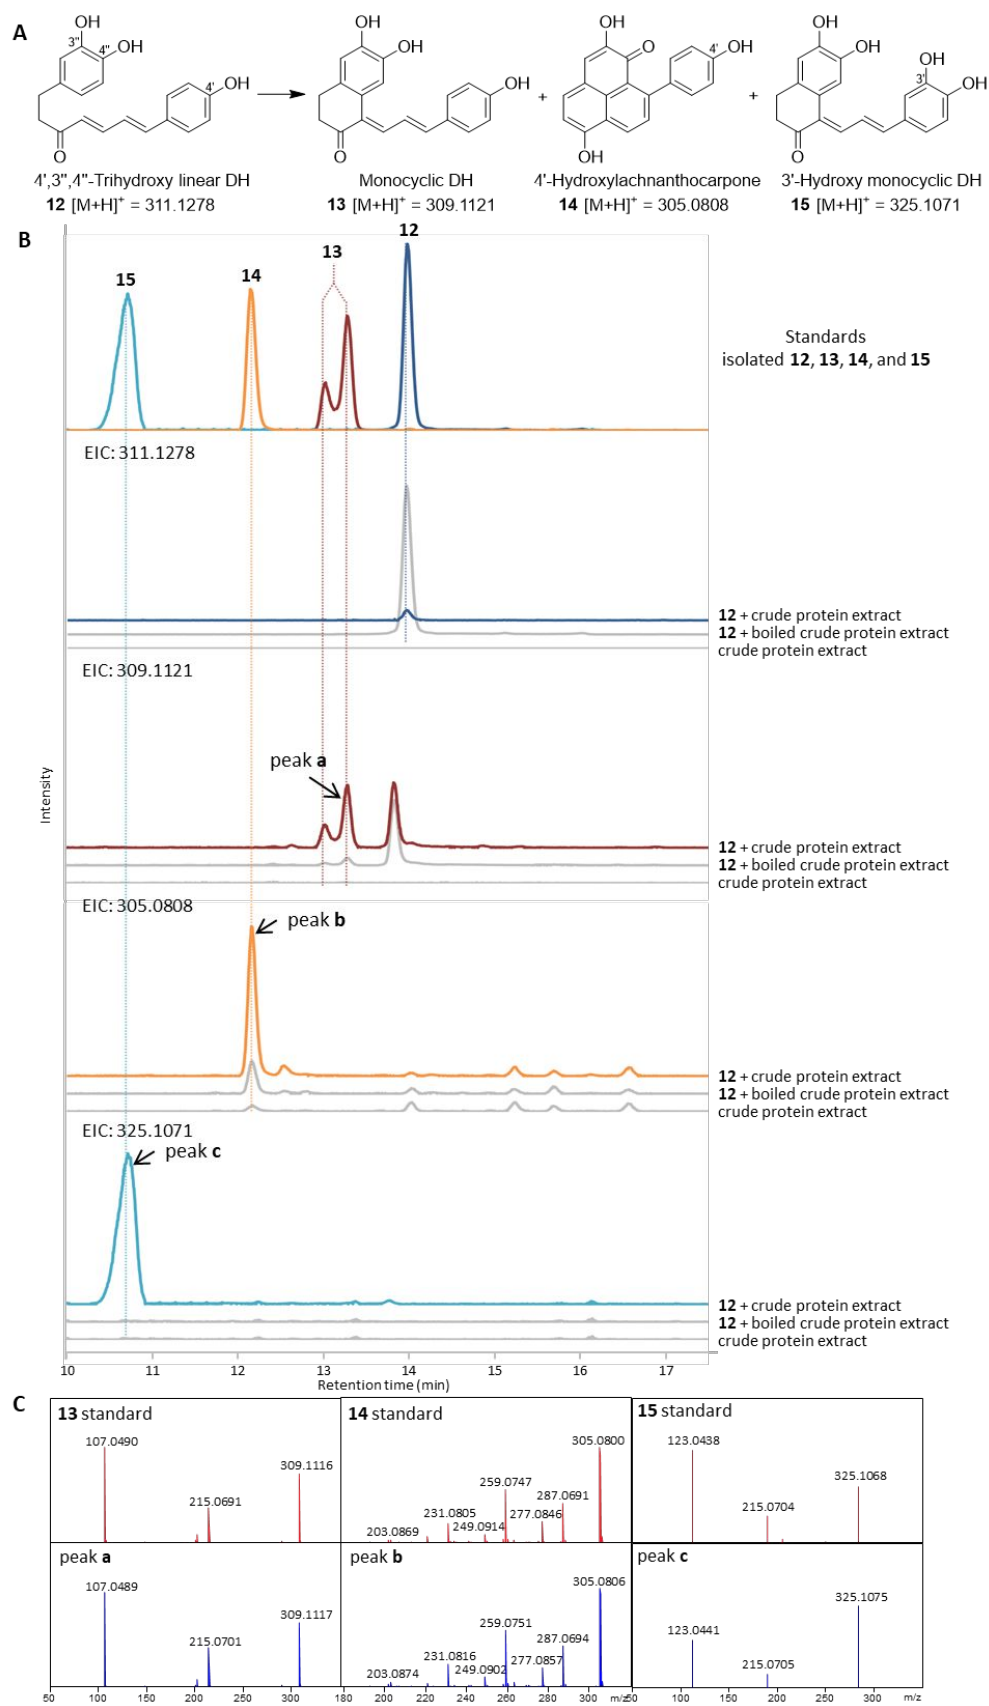 A
OH
3"
4"
OH
4'
OH
O
4',3",4"-Trihydroxy linear DH
12 [M+H]+ = 311.1278
OH
OH
OH
O
Monocyclic DH
13 [M+H]+ = 309.1121
OH
O
4'
OH
OH
4'-Hydroxylachnanthocarpone
14 [M+H]+ = 305.0808
OH
OH
OH
3'
OH
O
3'-Hydroxy monocyclic DH
15 [M+H]+ = 325.1071
+
+
B
15
14
13
12
Standards
isolated 12, 13, 14, and 15
EIC: 311.1278
12 + crude protein extract
12 + boiled crude protein extract
crude protein extract
EIC: 309.1121
peak a
12 + crude protein extract
12 + boiled crude protein extract
crude protein extract
EIC: 305.0808
peak b
12 + crude protein extract
12 + boiled crude protein extract
crude protein extract
EIC: 325.1071
peak c
12 + crude protein extract
12 + boiled crude protein extract
crude protein extract
Intensity
10 11 12 13 14 15 16 17
Retention time (min)
C
13 standard
107.0490
215.0691
309.1116
14 standard
203.0869
231.0805
249.0914
259.0747
277.0846
287.0691
305.0800
15 standard
123.0438
215.0704
325.1068
peak a
107.0489
215.0701
309.1117
peak b
203.0874
231.0816
249.0902
259.0751
277.0857
287.0694
305.0806
peak c
123.0441
215.0705
325.1075
50 100 150 200 250 300
180 200 220 240 260 280 300 m/z
50 100 150 200 250 300 m/z